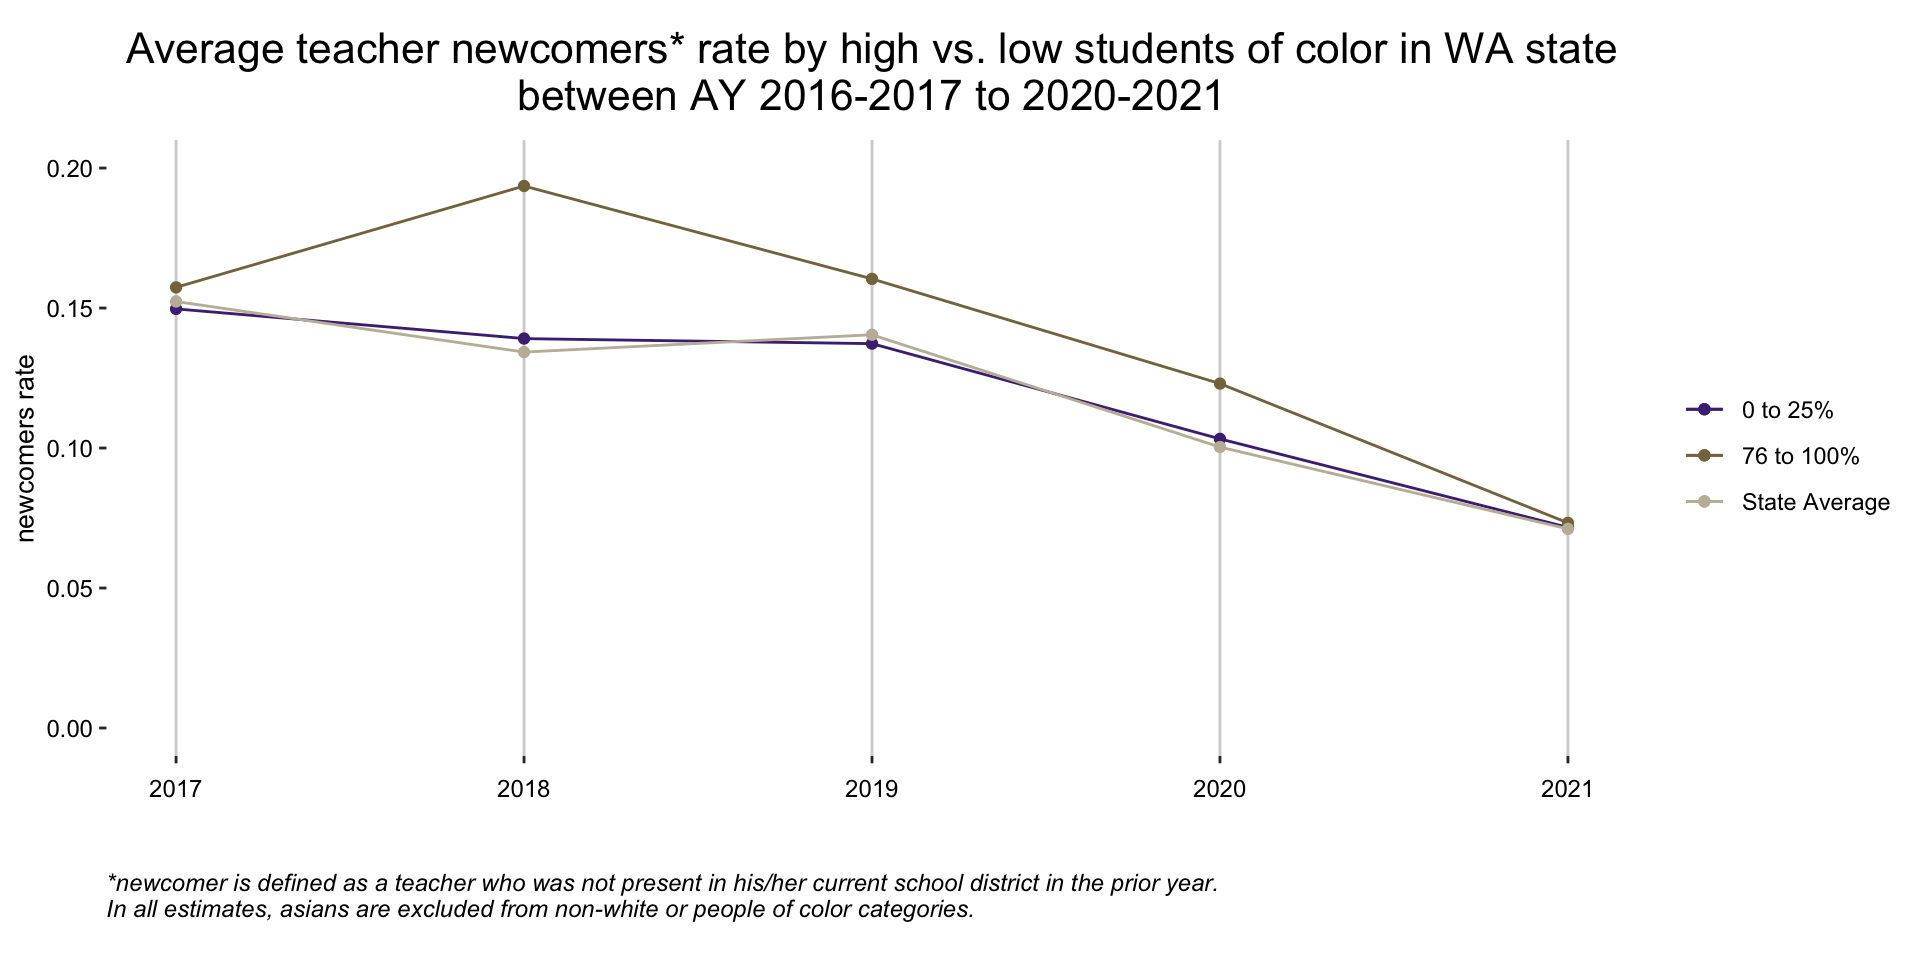 Average teacher newcomers* rate by high vs. low students of color in WA state
between AY 2016-2017 to 2020-2021
newcomers rate
0.20
0.15
0.10
0.05
0.00
2017
2018
2019
2020
2021
0 to 25%
76 to 100%
State Average
*newcomer is defined as a teacher who was not present in his/her current school district in the prior year.
In all estimates, asians are excluded from non-white or people of color categories.